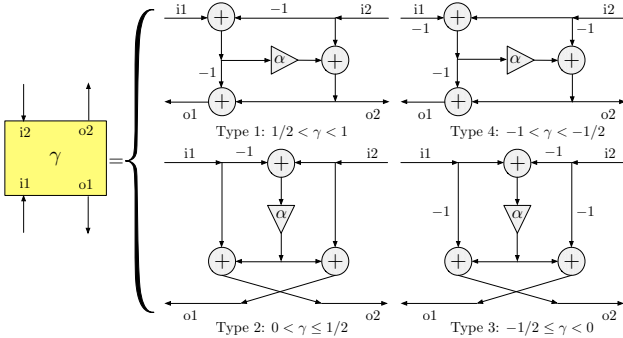 i1 −1 i2
α
−1
o1 o2
Type 1: 1/2 < γ < 1
i1 i2
−1 −1
α
−1
o1 o2
Type 4: −1 < γ < −1/2
i2 o2
γ
i1 o1
=
i1 −1 i2
α
o1 o2
Type 2: 0 < γ ≤ 1/2
i1 −1 i2
α
−1 −1
o1 o2
Type 3: −1/2 ≤ γ < 0